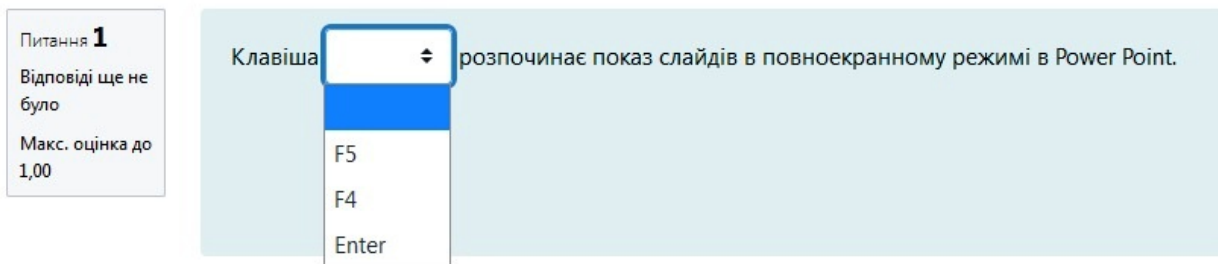 Питання 1
Відповіді ще не
було
Макс. оцінка до
1,00
Клавіша розпочинає показ слайдів в повноекранному режимі в Power Point.
F5
F4
Enter